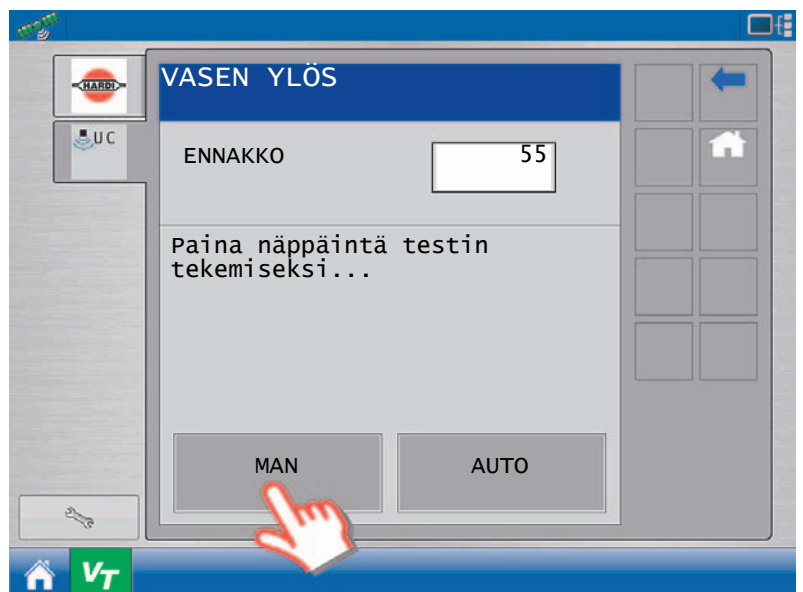 HARDI
VASEN YLÖS
UC
ENNAKKO
55
Paina näppäintä testin
tekemiseksi...
MAN
AUTO
VT